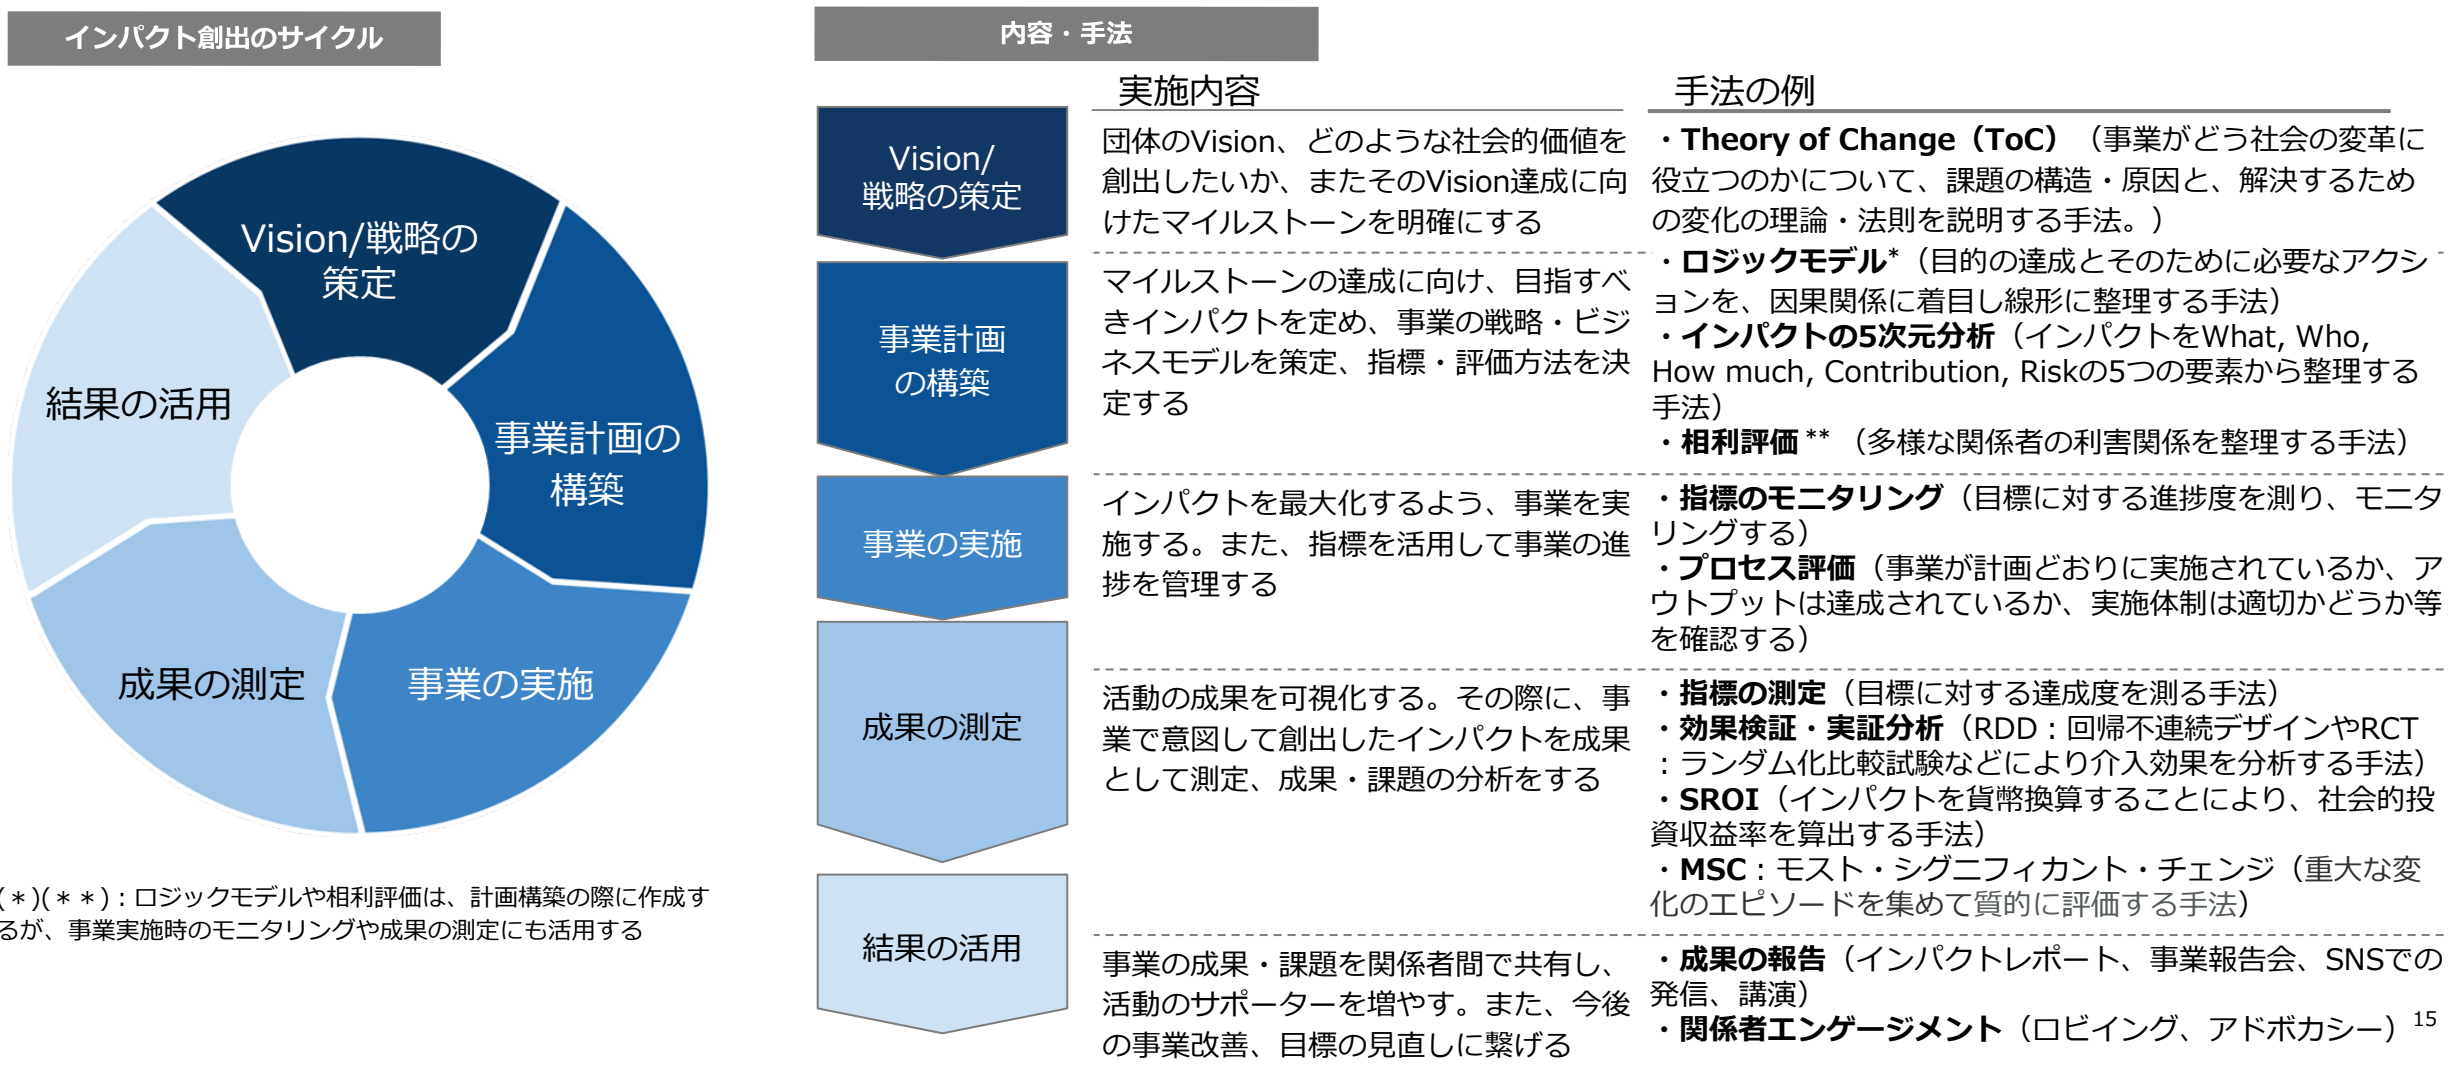 インパクト創出のサイクル
Vision/戦略の
策定
事業計画の
構築
事業の実施
成果の測定
結果の活用
(＊)(＊＊)：ロジックモデルや相利評価は、計画構築の際に作成す
るが、事業実施時のモニタリングや成果の測定にも活用する
内容・手法
実施内容
手法の例
Vision/
戦略の策定
団体のVision、どのような社会的価値を
創出したいか、またそのVision達成に向
けたマイルストーンを明確にする
・Theory of Change（ToC）（事業がどう社会の変革に
役立つのかについて、課題の構造・原因と、解決するため
の変化の理論・法則を説明する手法。）
事業計画
の構築
マイルストーンの達成に向け、目指すべ
きインパクトを定め、事業の戦略・ビジ
ネスモデルを策定、指標・評価方法を決
定する
・ロジックモデル*（目的の達成とそのために必要なアクシ
ョンを、因果関係に着目し線形に整理する手法）
・インパクトの5次元分析（インパクトをWhat, Who,
How much, Contribution, Riskの5つの要素から整理する
手法）
・相利評価**（多様な関係者の利害関係を整理する手法）
事業の実施
インパクトを最大化するよう、事業を実
施する。また、指標を活用して事業の進
捗を管理する
・指標のモニタリング（目標に対する進捗度を測り、モニタ
リングする）
・プロセス評価（事業が計画どおりに実施されているか、ア
ウトプットは達成されているか、実施体制は適切かどうか等
を確認する）
成果の測定
活動の成果を可視化する。その際に、事
業で意図して創出したインパクトを成果
として測定、成果・課題の分析をする
・指標の測定（目標に対する達成度を測る手法）
・効果検証・実証分析（RDD：回帰不連続デザインやRCT
：ランダム化比較試験などにより介入効果を分析する手法）
・SROI（インパクトを貨幣換算することにより、社会的投
資収益率を算出する手法）
・MSC：モスト・シグニフィカント・チェンジ（重大な変
化のエピソードを集めて質的に評価する手法）
結果の活用
事業の成果・課題を関係者間で共有し、
活動のサポーターを増やす。また、今後
の事業改善、目標の見直しに繋げる
・成果の報告（インパクトレポート、事業報告会、SNSでの
発信、講演）
・関係者エンゲージメント（ロビイング、アドボカシー）
15